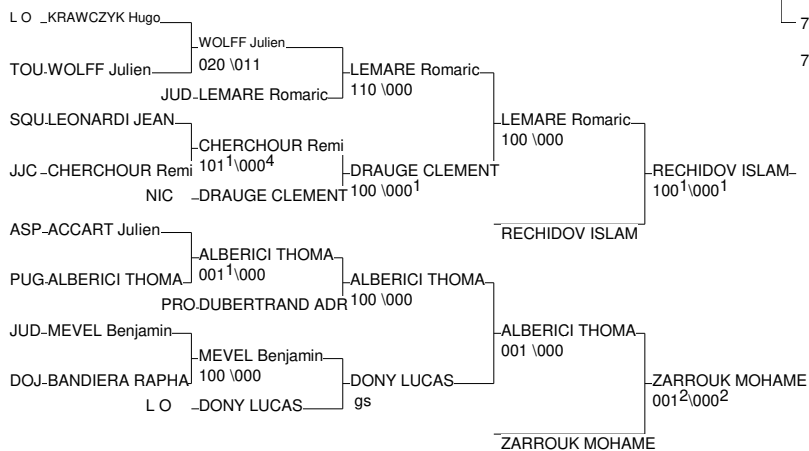 L O KRAWCZYK Hugo
7
WOLFF Julien
020 \011
7
TOU WOLFF Julien
LEMARE Romaric
110 \000
JUD LEMARE Romaric
SQU LEONARDI JEAN
LEMARE Romaric
100 \000
CHERCHOUR Remi
101¹\000⁴
JJC CHERCHOUR Remi
DRAUGE CLEMENT
100 \000¹
RECHIDOV ISLAM
100¹\000¹
NIC DRAUGE CLEMENT
ASP ACCART Julien
RECHIDOV ISLAM
ALBERICI THOMA
001¹\000
PUG ALBERICI THOMA
ALBERICI THOMA
100 \000
PRO DUBERTRAND ADR
JUD MEVEL Benjamin
ALBERICI THOMA
001 \000
MEVEL Benjamin
100 \000
DOJ BANDIERA RAPHA
DONY LUCAS
gs
ZARROUK MOHAME
001²\000²
L O DONY LUCAS
ZARROUK MOHAME